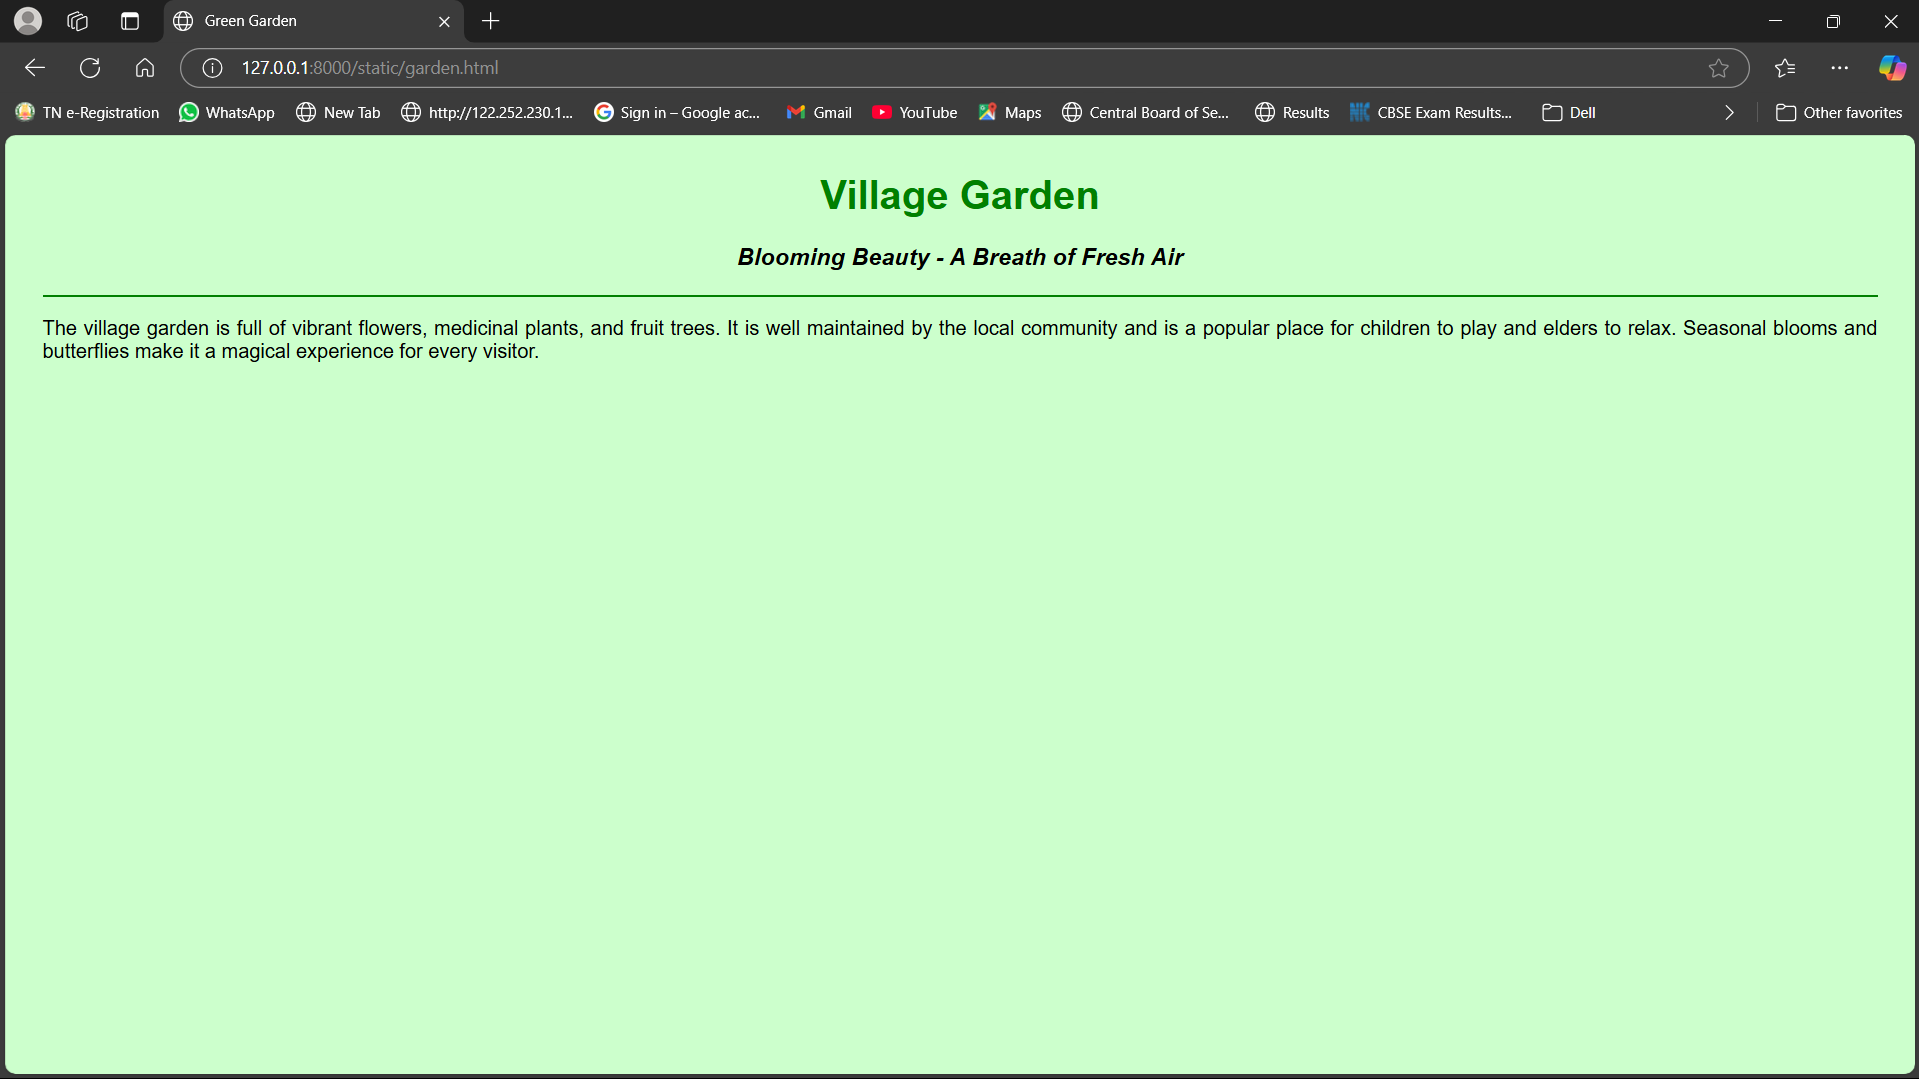 Green Garden
127.0.0.1:8000/static/garden.html
TN e-Registration WhatsApp New Tab http://122.252.230.1... Sign in – Google ac... Gmail YouTube Maps Central Board of Se... Results CBSE Exam Results... Dell Other favorites
Village Garden
Blooming Beauty - A Breath of Fresh Air
The village garden is full of vibrant flowers, medicinal plants, and fruit trees. It is well maintained by the local community and is a popular place for children to play and elders to relax. Seasonal blooms and
butterflies make it a magical experience for every visitor.